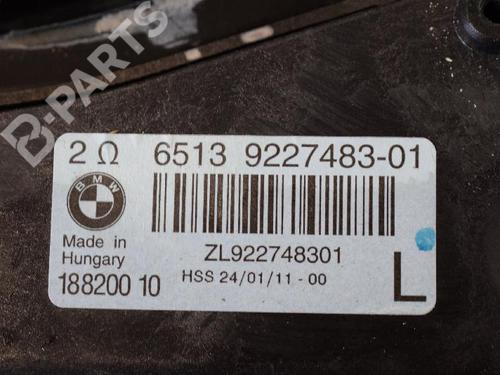 B-PARTS
2 Ω 6513 9227483-01
BMW
Made in
Hungary
ZL922748301
HSS 24/01/11 - 00
188200 10
L